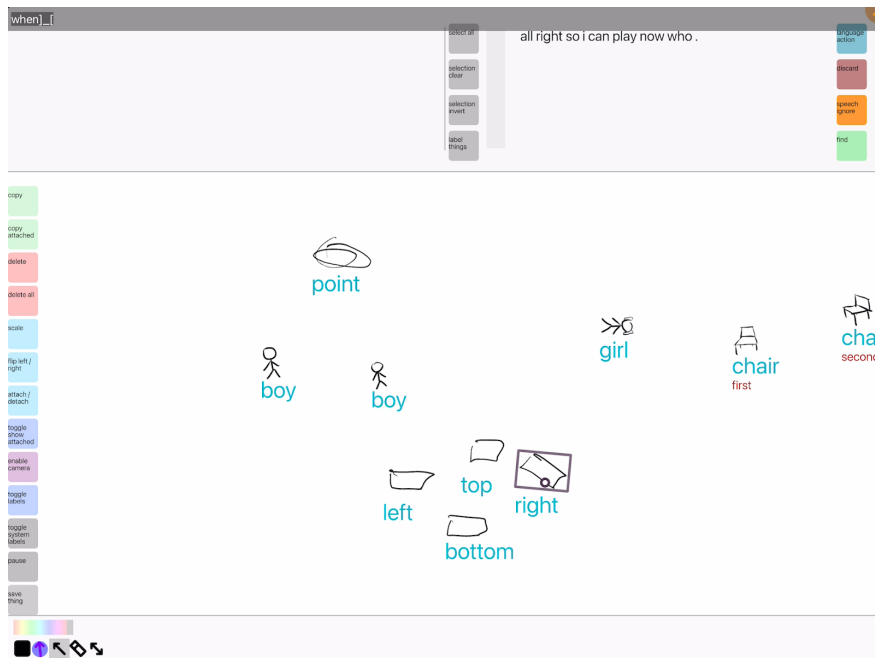 when]_[
select all
all right so i can play now who .
language
action
selection
clear
discard
selection
invert
speech
ignore
label
things
find
copy
copy
attached
delete
delete all
scale
flip left /
right
attach /
detach
toggle
show
attached
enable
camera
toggle
labels
toggle
system
labels
pause
save
thing
point
boy
boy
girl
chair
first
cha
second
left
top
right
bottom